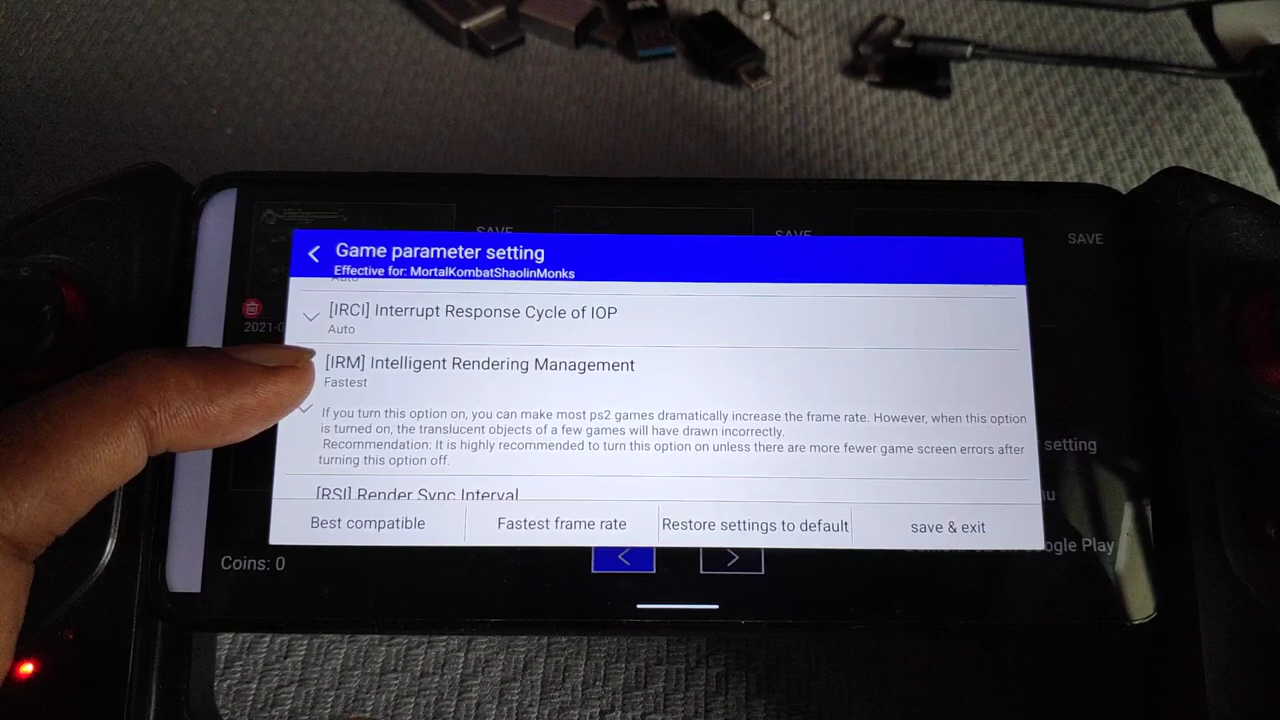 SAVE
SAVE
SAVE
Game parameter setting
Effective for: MortalKombatShaolinMonks
Auto
[IRCI] Interrupt Response Cycle of IOP
Auto
2021-0
[IRM] Intelligent Rendering Management
Fastest
If you turn this option on, you can make most ps2 games dramatically increase the frame rate. However, when this option
is turned on, the translucent objects of a few games will have drawn incorrectly.
Recommendation: It is highly recommended to turn this option on unless there are more fewer game screen errors after
turning this option off.
setting
[RSI] Render Sync Interval
Best compatible
Fastest frame rate
Restore settings to default
save & exit
ogle Play
Coins: 0
< >